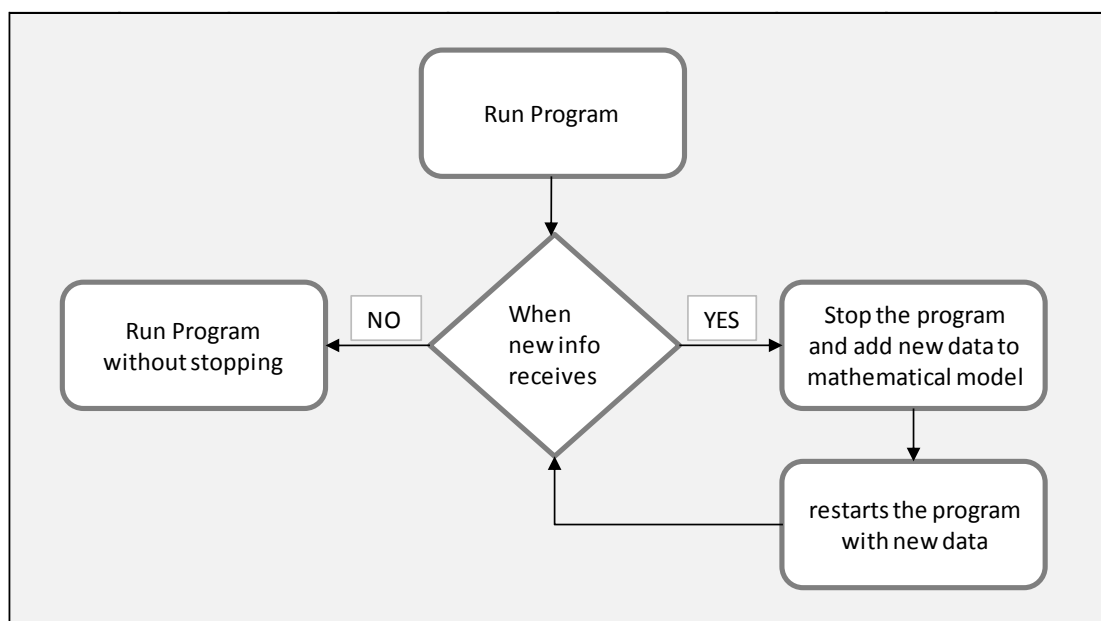 Run Program
NO
YES
When
new info
receives
Run Program
without stopping
Stop the program
and add new data to
mathematical model
restarts the program
with new data